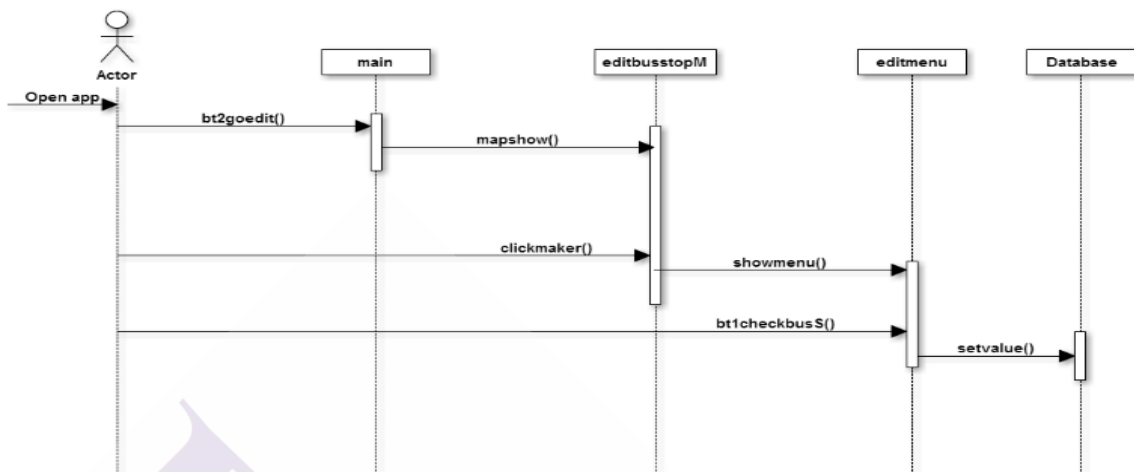 main
editbusstopM
editmenu
Database
Actor
Open app
bt2goedit()
mapshow()
clickmaker()
showmenu()
bt1checkbusS()
setvalue()